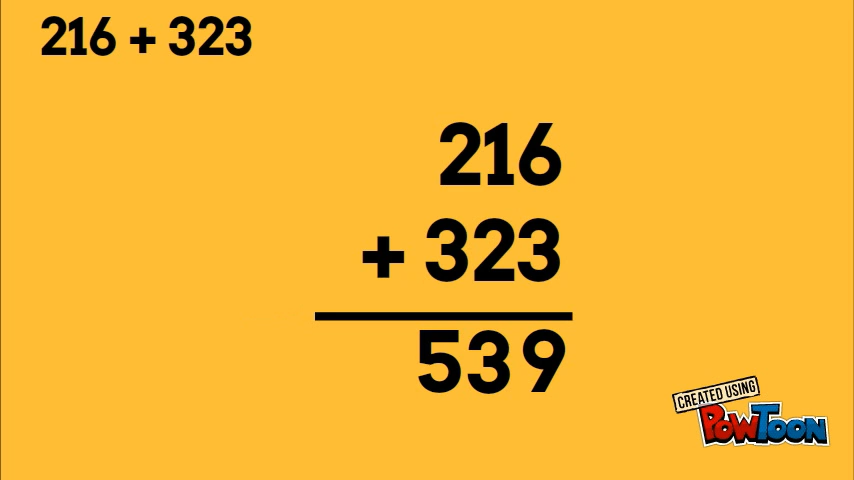 216 + 323
216
+ 323
539
CREATED USING
POWTOON